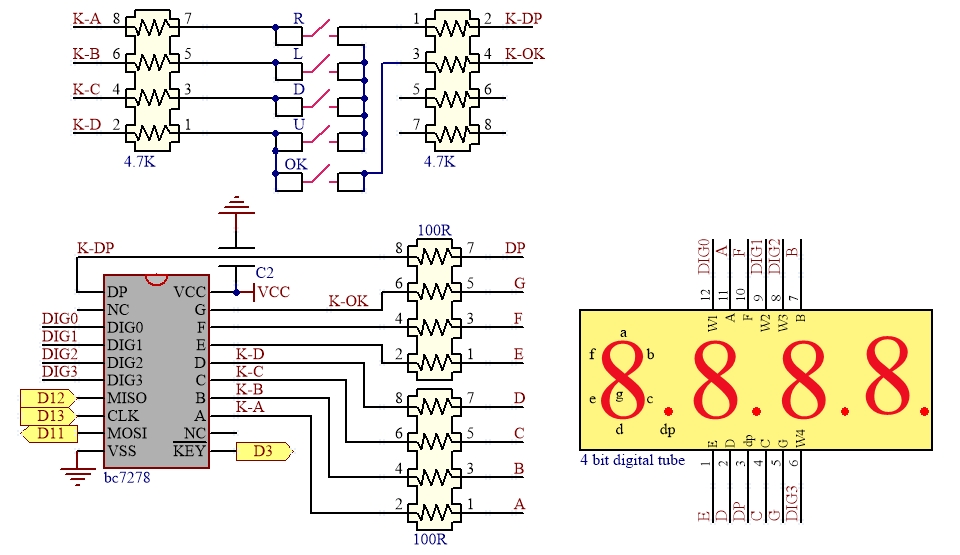 K-A 8 7 R 1 2 K-DP
K-B 6 5 L 3 4 K-OK
K-C 4 3 D 5 6
K-D 2 1 U 7 8
OK
4.7K 4.7K
100R
K-DP 8 7 DP
C2
DP VCC VCC 6 5 G
NC G K-OK
DIG0 DIG0 F 4 3 F
DIG1 DIG1 E 2 1 E
DIG2 DIG2 D K-D
DIG3 DIG3 C K-C
D12 MISO B K-B 8 7 D
D13 CLK A K-A
D11 MOSI NC 6 5 C
VSS KEY D3
bc7278 4 3 B
2 1 A
100R
DIG0 A F DIG1 DIG2 B
12 11 10 9 8 7
W1 A F W2 W3 B
a
f b
8. 8. 8. 8.
e g c
d dp
E D dp C G W4
4 bit digital tube
1 2 3 4 5 6
E D DP C G DIG3